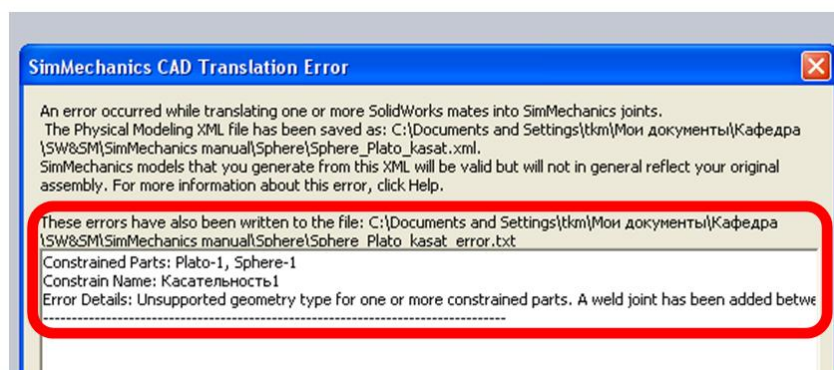 SimMechanics CAD Translation Error
An error occurred while translating one or more SolidWorks mates into SimMechanics joints.
The Physical Modeling XML file has been saved as: C:\Documents and Settings\tkm\Мои документы\Кафедра
\SW&SM\SimMechanics manual\Sphere\Sphere_Plato_kasat.xml.
SimMechanics models that you generate from this XML will be valid but will not in general reflect your original
assembly. For more information about this error, click Help.
These errors have also been written to the file: C:\Documents and Settings\tkm\Мои документы\Кафедра
\SW&SM\SimMechanics manual\Sphere\Sphere_Plato_kasat_error.txt
Constrained Parts: Plato-1, Sphere-1
Constrain Name: Касательность1
Error Details: Unsupported geometry type for one or more constrained parts. A weld joint has been added betwe